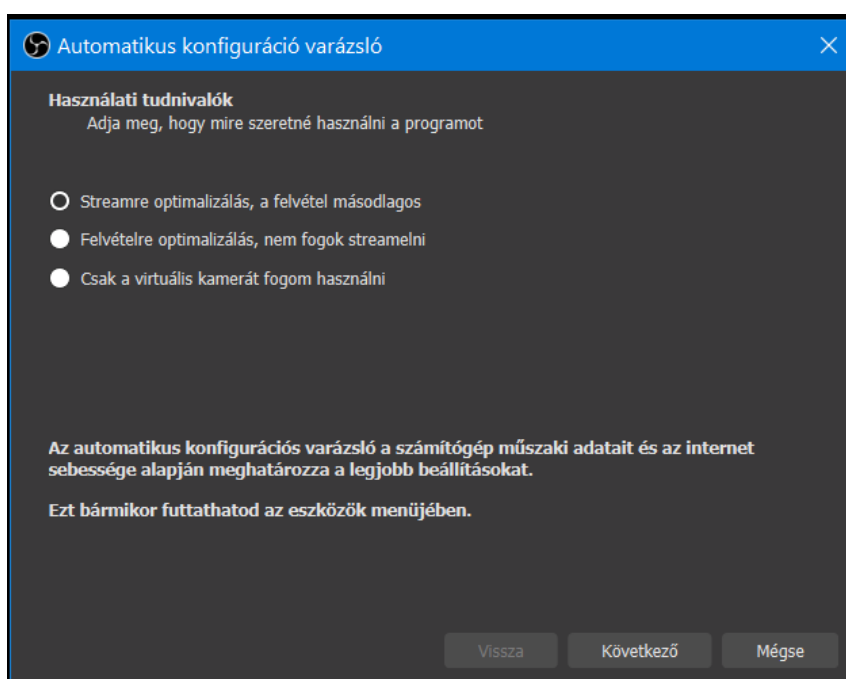 Automatikus konfiguráció varázsló
Használati tudnivalók
Adja meg, hogy mire szeretné használni a programot
Streamre optimalizálás, a felvétel másodlagos
Felvételre optimalizálás, nem fogok streamelni
Csak a virtuális kamerát fogom használni
Az automatikus konfigurációs varázsló a számítógép műszaki adatait és az internet
sebessége alapján meghatározza a legjobb beállításokat.
Ezt bármikor futtathatod az eszközök menüjében.
Vissza Következő Mégse